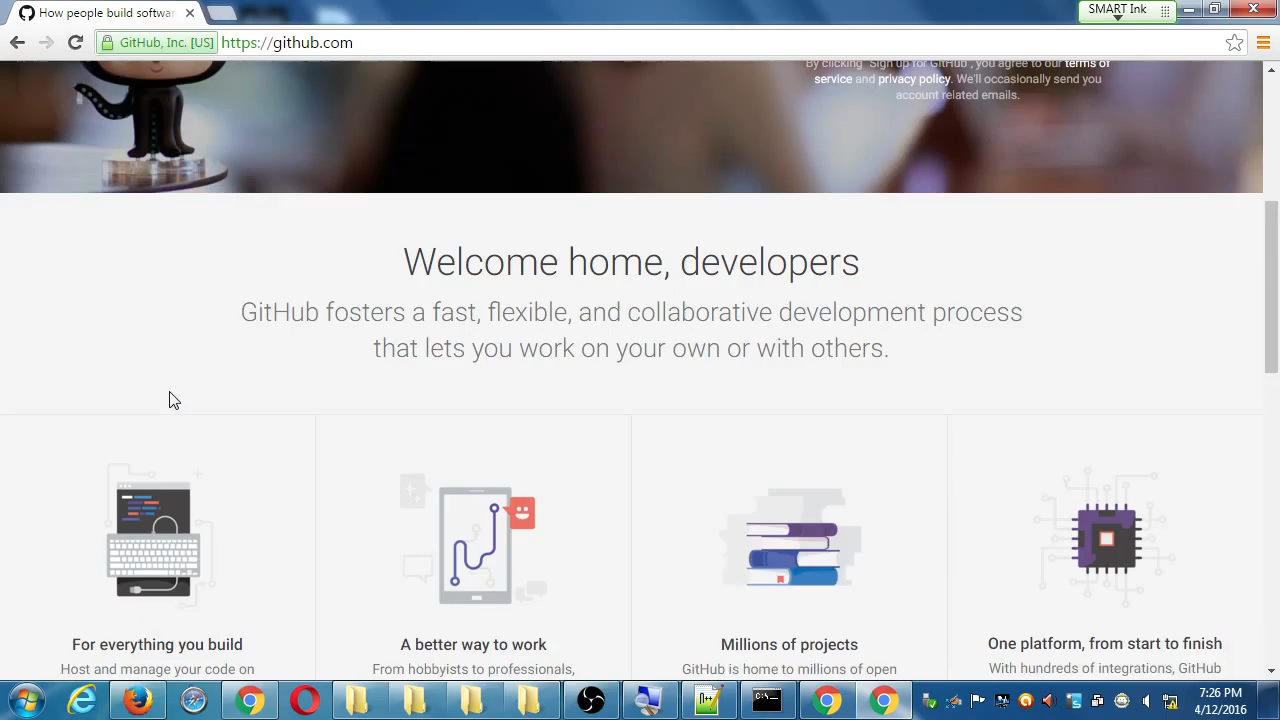 How people build softwa
SMART Ink
GitHub, Inc. [US] https://github.com
By clicking "Sign up for GitHub", you agree to our terms
of service and privacy policy. We'll occasionally send you
account related emails.
Welcome home, developers
GitHub fosters a fast, flexible, and collaborative development process
that lets you work on your own or with others.
For everything you build
Host and manage your code on
A better way to work
From hobbyists to professionals,
Millions of projects
GitHub is home to millions of open
One platform, from start to finish
With hundreds of integrations, GitHub
7:26 PM
4/12/2016